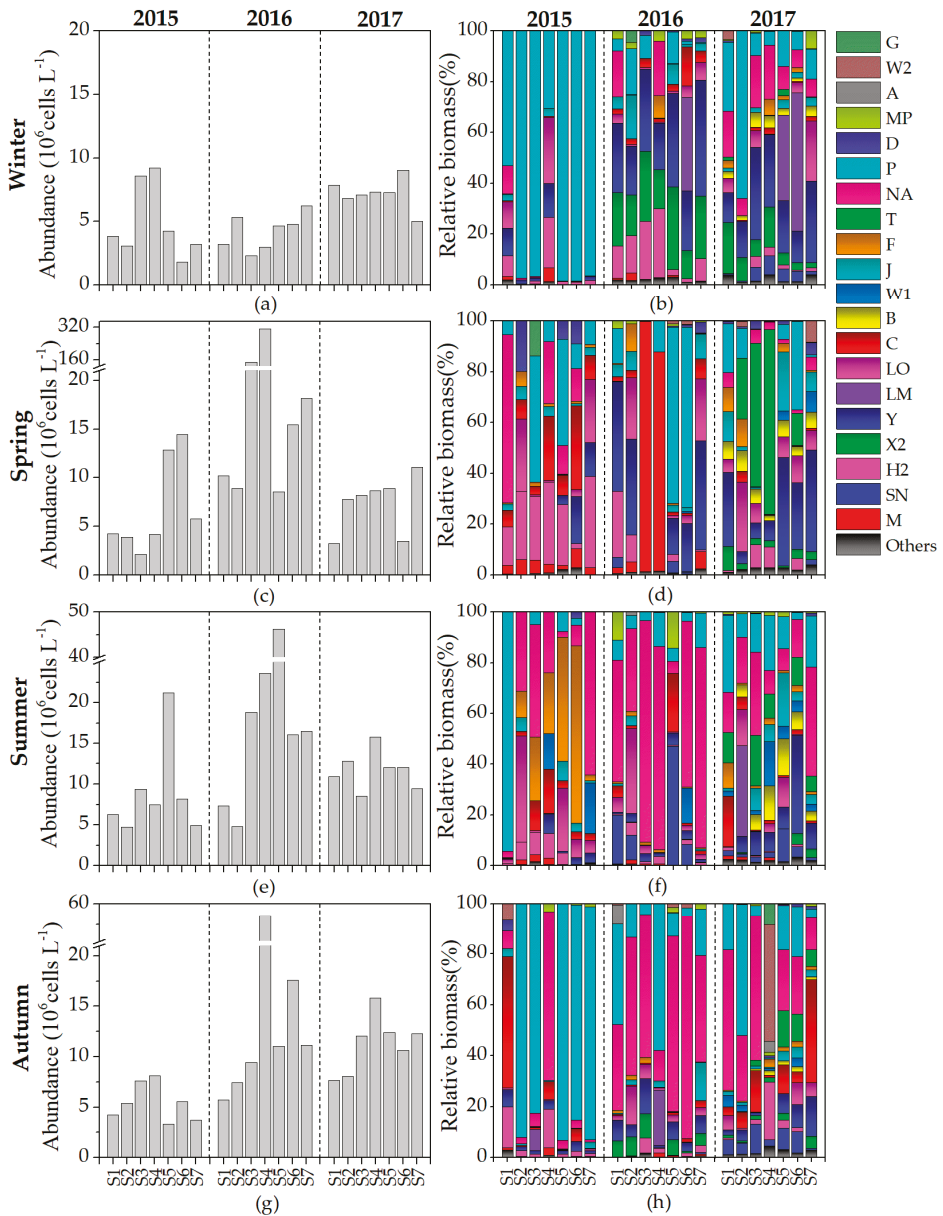 2015 2016 2017 2015 2016 2017
Winter
Abundance (10⁶cells L⁻¹)
20
15
10
5
0
(a)
Relative biomass(%)
100
80
60
40
20
0
(b)
Spring
Abundance (10⁶cells L⁻¹)
320
160
20
15
10
5
0
(c)
Relative biomass(%)
100
80
60
40
20
0
(d)
Summer
Abundance (10⁶cells L⁻¹)
50
40
20
15
10
5
0
(e)
Relative biomass(%)
100
80
60
40
20
0
(f)
Autumn
Abundance (10⁶cells L⁻¹)
60
20
15
10
5
0
S1 S2 S3 S4 S5 S6 S7 S1 S2 S3 S4 S5 S6 S7 S1 S2 S3 S4 S5 S6 S7
(g)
Relative biomass(%)
100
80
60
40
20
0
S1 S2 S3 S4 S5 S6 S7 S1 S2 S3 S4 S5 S6 S7 S1 S2 S3 S4 S5 S6 S7
(h)
G
W2
A
MP
D
P
NA
T
F
J
W1
B
C
LO
LM
Y
X2
H2
SN
M
Others